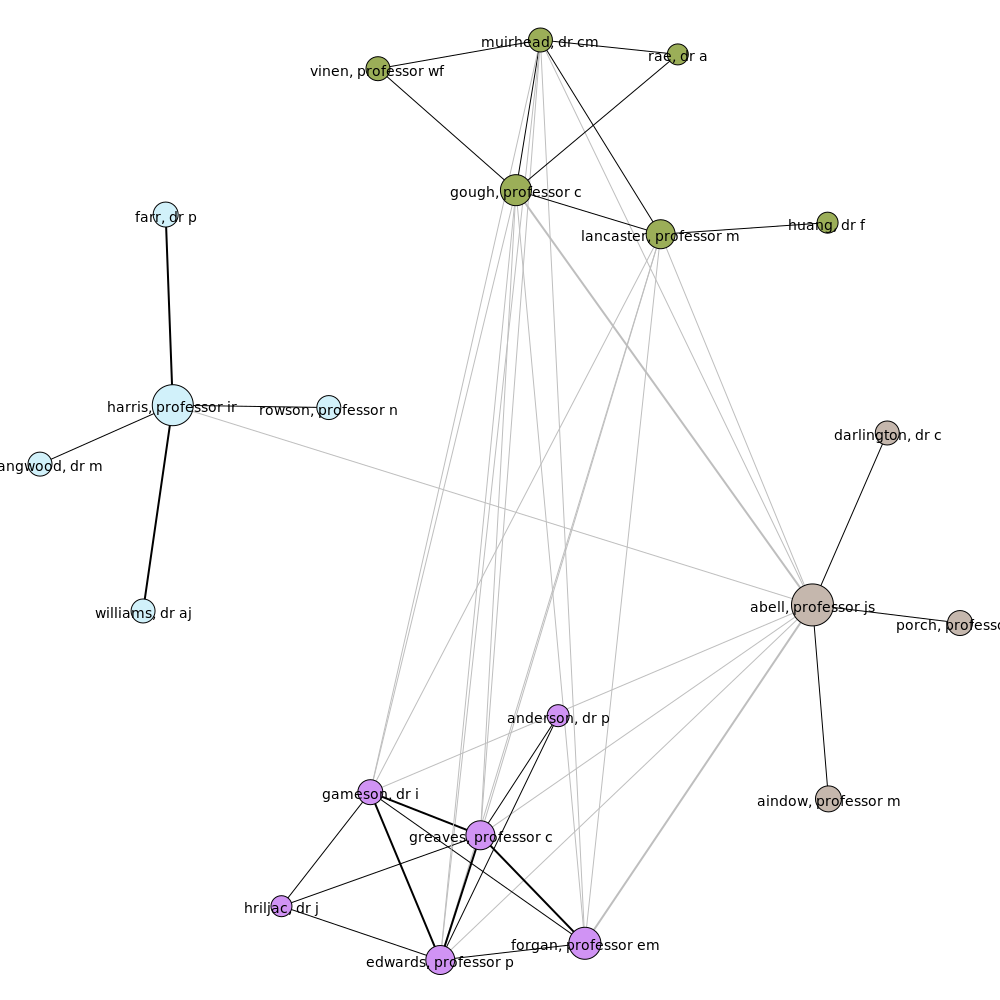 muirhead, dr cm
rae, dr a
vinen, professor wf
gough, professor c
farr, dr p
huang, dr f
lancaster, professor m
harris, professor ir
rowson, professor n
darlington, dr c
angwood, dr m
abell, professor js
williams, dr aj
porch, professo
anderson, dr p
gameson, dr i
aindow, professor m
greaves, professor c
hriljac, dr j
forgan, professor em
edwards, professor p